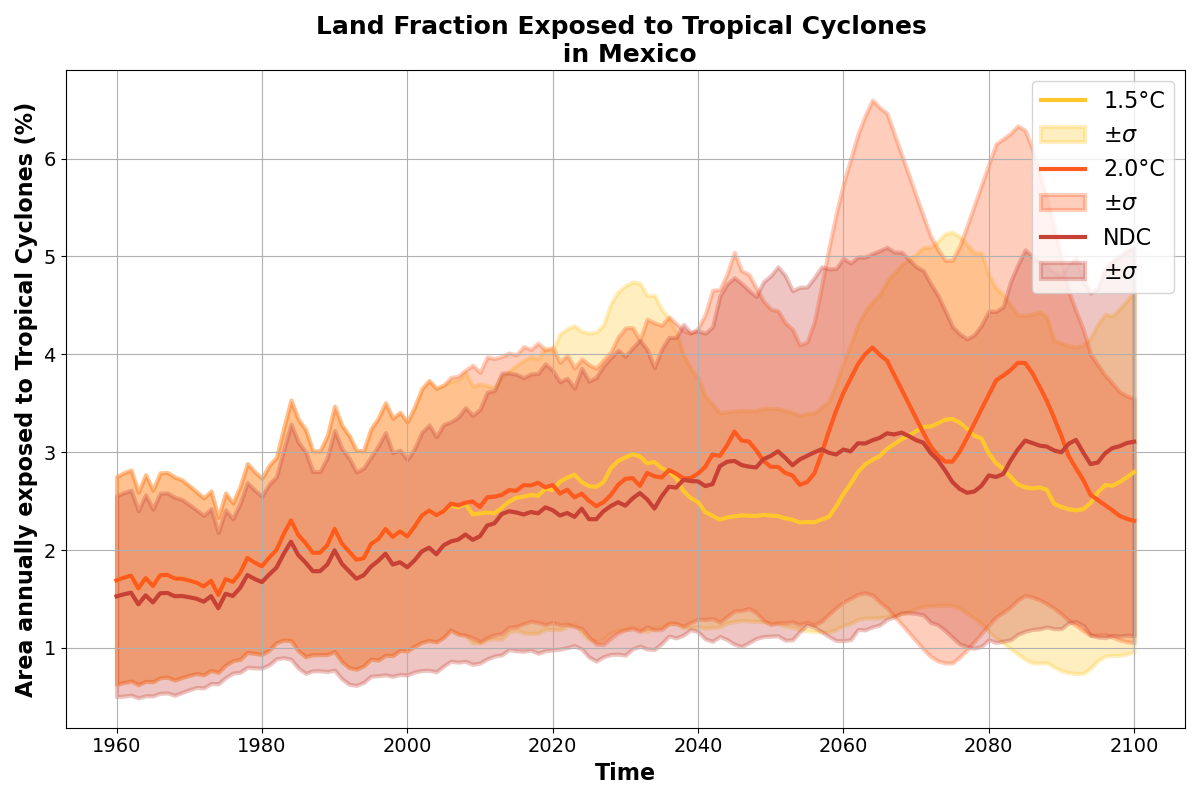 Land Fraction Exposed to Tropical Cyclones
in Mexico
Area annually exposed to Tropical Cyclones (%)
6
5
4
3
2
1
1960
1980
2000
2020
2040
2060
2080
2100
Time
1.5°C
±σ
2.0°C
±σ
NDC
±σ